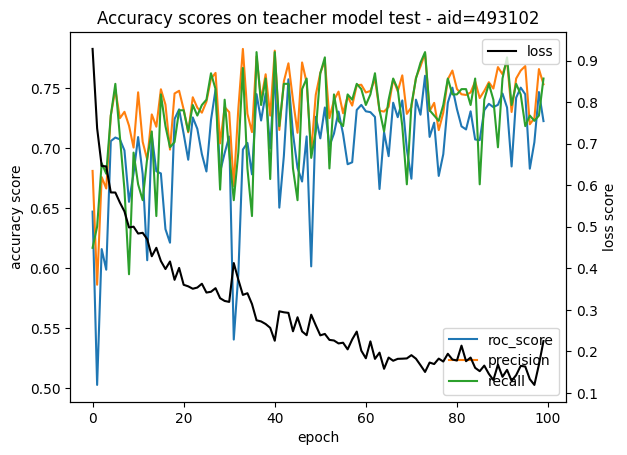 Accuracy scores on teacher model test - aid=493102
loss
accuracy score
0.75
0.70
0.65
0.60
0.55
0.50
0.9
0.8
0.7
0.6
0.5
0.4
0.3
0.2
0.1
loss score
roc_score
precision
recall
0 20 40 60 80 100
epoch